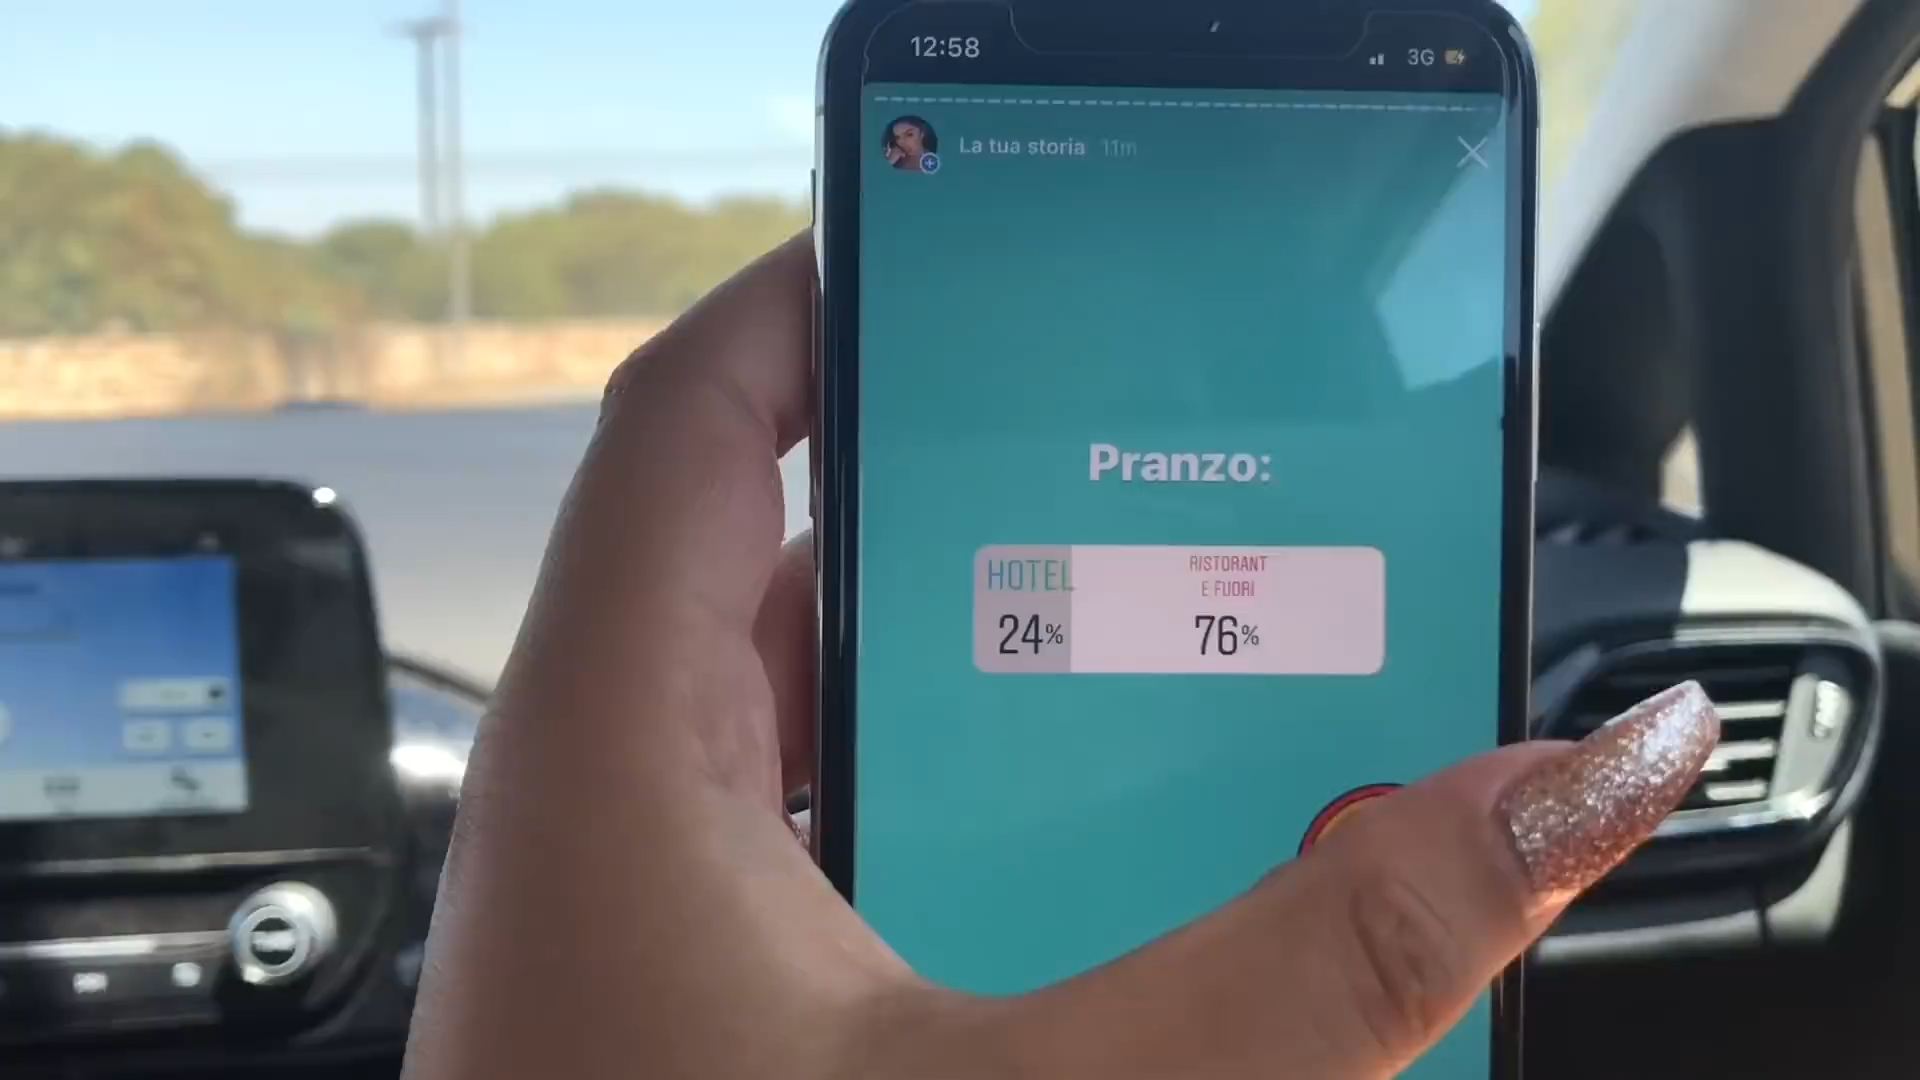 12:58
3G
La tua storia 11m
Pranzo:
HOTEL
RISTORANT
E FUORI
24%
76%